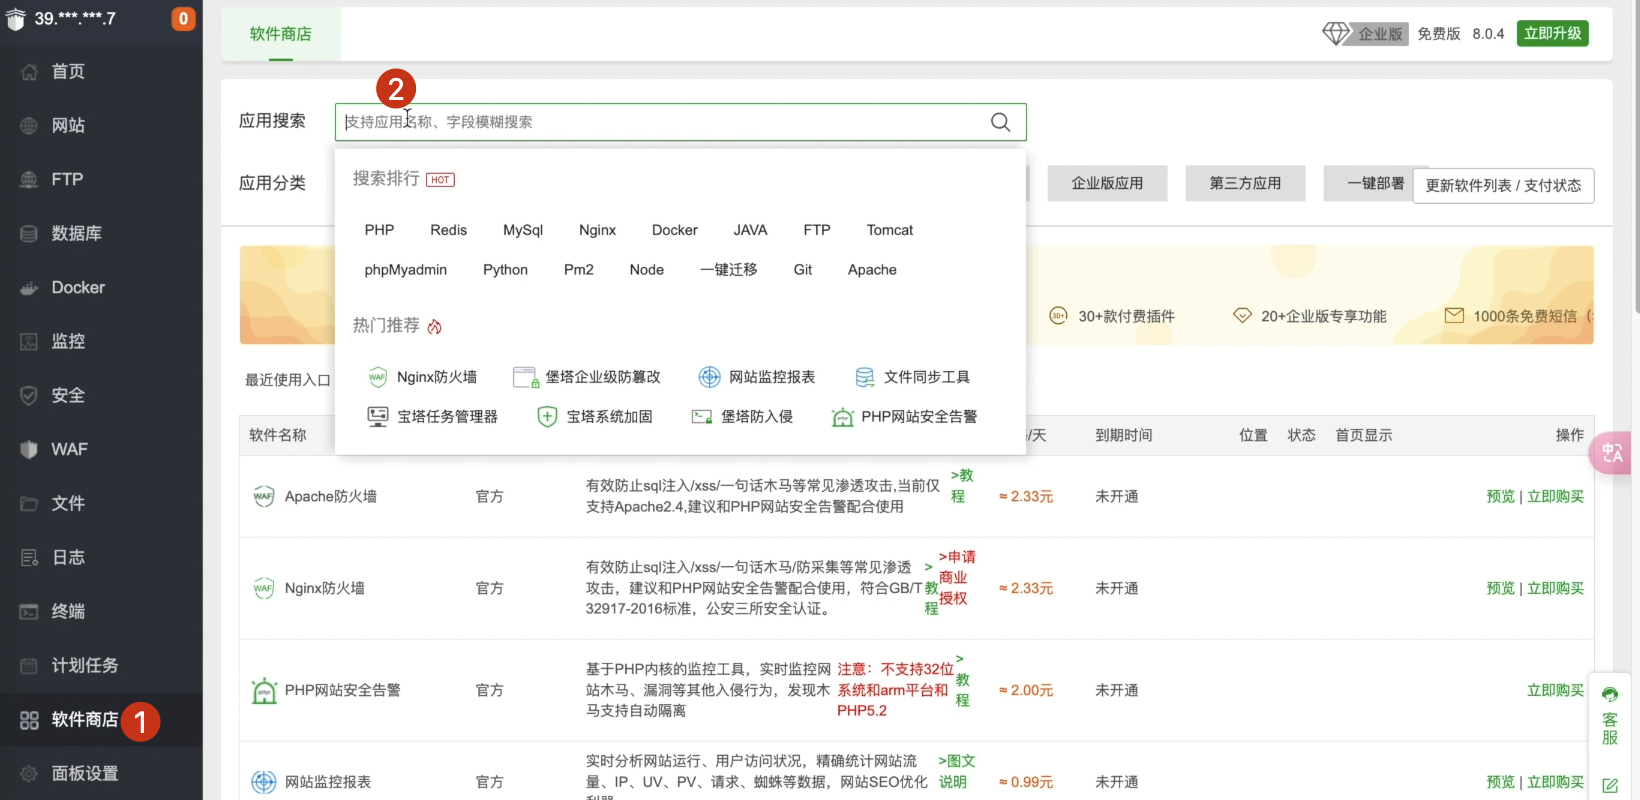 39.***.***.7
0
首页
网站
FTP
数据库
Docker
监控
安全
WAF
文件
日志
终端
计划任务
软件商店
1
面板设置
软件商店
企业版
免费版
8.0.4
立即升级
2
应用搜索
支持应用名称、字段模糊搜索
应用分类
企业版应用
第三方应用
一键部署
更新软件列表 / 支付状态
搜索排行 HOT
PHP Redis MySql Nginx Docker JAVA FTP Tomcat
phpMyadmin Python Pm2 Node 一键迁移 Git Apache
热门推荐
WAF Nginx防火墙 堡塔企业级防篡改 网站监控报表 文件同步工具
宝塔任务管理器 宝塔系统加固 堡塔防入侵 PHP网站安全告警
30+ 30+款付费插件
20+企业版专享功能
1000条免费短信
最近使用入口
软件名称
/天 到期时间 位置 状态 首页显示 操作
WAF Apache防火墙
官方
有效防止sql注入/xss/一句话木马等常见渗透攻击,当前仅
支持Apache2.4,建议和PHP网站安全告警配合使用
>教
程
≈ 2.33元
未开通
预览 | 立即购买
WAF Nginx防火墙
官方
有效防止sql注入/xss/一句话木马/防采集等常见渗透
攻击，建议和PHP网站安全告警配合使用，符合GB/T
32917-2016标准，公安三所安全认证。
>
教
程
>申请
商业
授权
≈ 2.33元
未开通
预览 | 立即购买
php PHP网站安全告警
官方
基于PHP内核的监控工具，实时监控网
站木马、漏洞等其他入侵行为，发现木
马支持自动隔离
注意：不支持32位
系统和arm平台和
PHP5.2
>
教
程
≈ 2.00元
未开通
立即购买
网站监控报表
官方
实时分析网站运行、用户访问状况，精确统计网站流
量、IP、UV、PV、请求、蜘蛛等数据，网站SEO优化
利器
>图文
说明
≈ 0.99元
未开通
预览 | 立即购买
中A
客
服